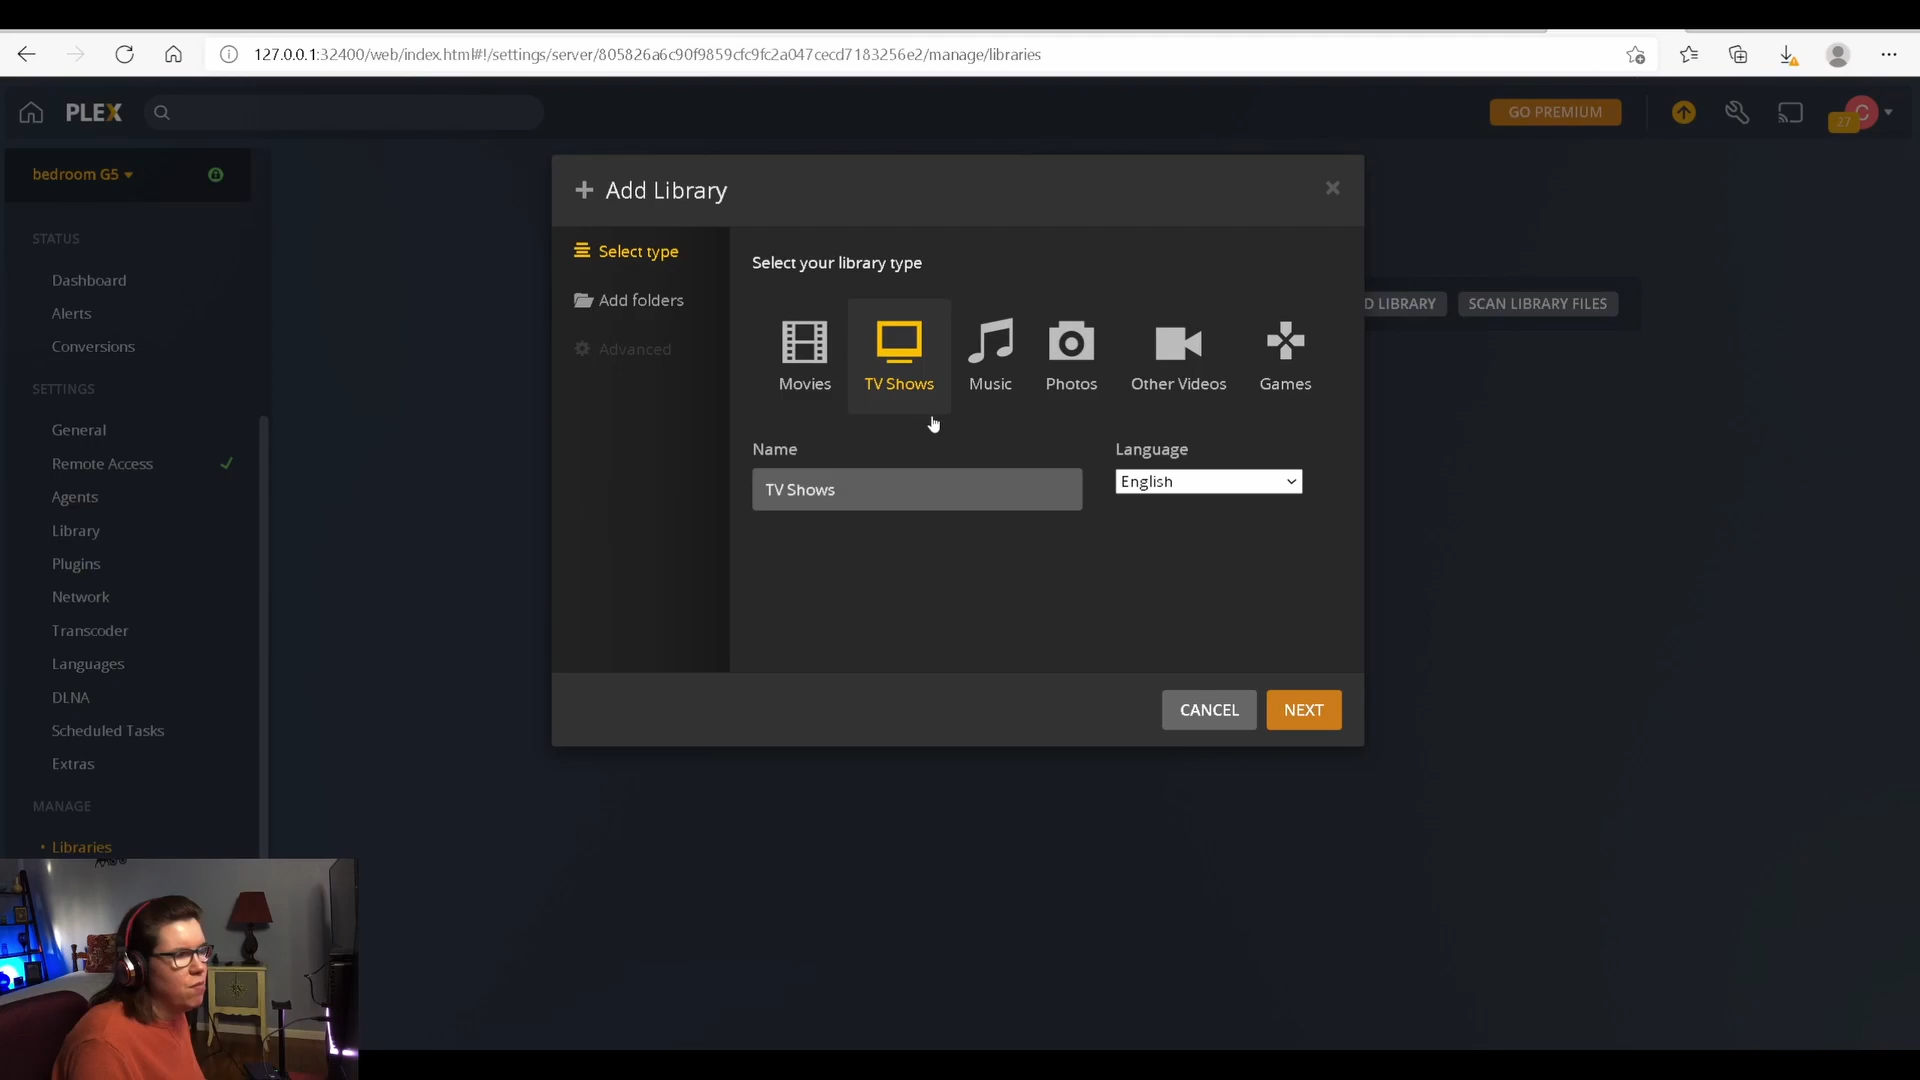 127.0.0.1:32400/web/index.html#!/settings/server/805826a6c90f9859cfc9fc2a047cecd7183256e2/manage/libraries
PLEX
GO PREMIUM
27
C
bedroom G5
STATUS
Dashboard
Alerts
Conversions
SETTINGS
General
Remote Access
Agents
Library
Plugins
Network
Transcoder
Languages
DLNA
Scheduled Tasks
Extras
MANAGE
Libraries
D LIBRARY
SCAN LIBRARY FILES
Add Library
Select type
Add folders
Advanced
Select your library type
Movies
TV Shows
Music
Photos
Other Videos
Games
Name
Language
TV Shows
English
CANCEL
NEXT